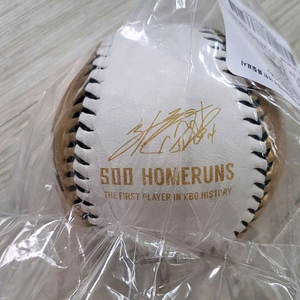 500 HOMERUNS
THE FIRST PLAYER IN KBO HISTORY